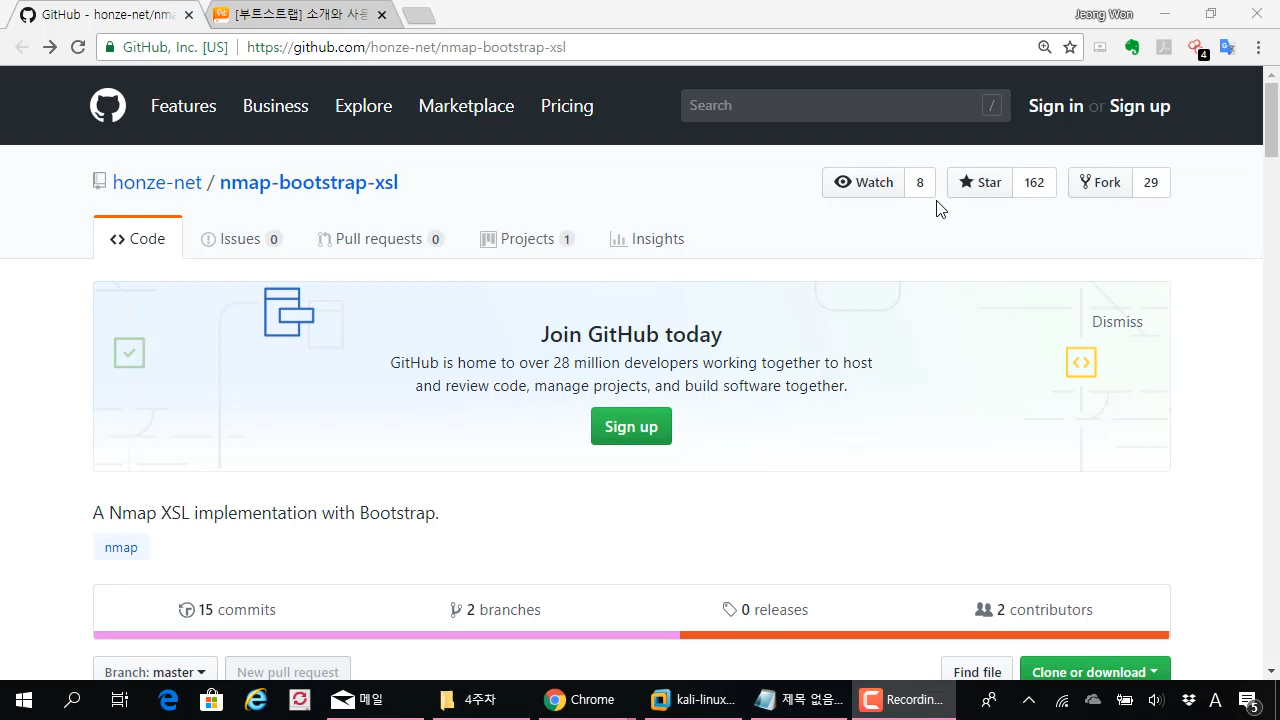 GitHub - honze-net/nma
[부트스트랩] 소개와 사용
Jeong Won
GitHub, Inc. [US]
https://github.com/honze-net/nmap-bootstrap-xsl
4
Features
Business
Explore
Marketplace
Pricing
Search
/
Sign in or Sign up
honze-net / nmap-bootstrap-xsl
Watch 8
Star 162
Fork 29
<> Code
Issues 0
Pull requests 0
Projects 1
Insights
Join GitHub today
Dismiss
GitHub is home to over 28 million developers working together to host
and review code, manage projects, and build software together.
Sign up
A Nmap XSL implementation with Bootstrap.
nmap
15 commits
2 branches
0 releases
2 contributors
Branch: master
New pull request
Find file
Clone or download
메일
4주차
Chrome
kali-linux...
제목 없음...
Recordin...
A
5